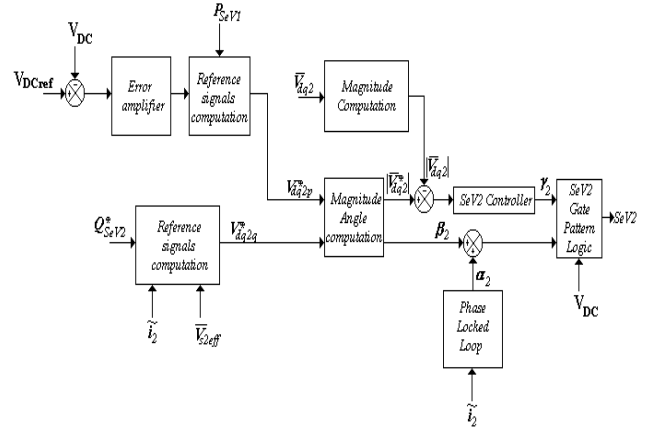 P_SeV1
V_DC
V_DCref
+
−
Error
amplifier
Reference
signals
computation
V̅_dq2
Magnitude
Computation
|V̅_dq2|
V*_dq2p
|V̅*_dq2|
+
−
SeV2 Controller
γ_2
SeV2
Gate
Pattern
Logic
SeV2
Q*_SeV2
Reference
signals
computation
V*_dq2q
Magnitude
Angle
computation
β_2
+
+
α_2
V_DC
ĩ_2
V̅_s2eff
Phase
Locked
Loop
ĩ_2